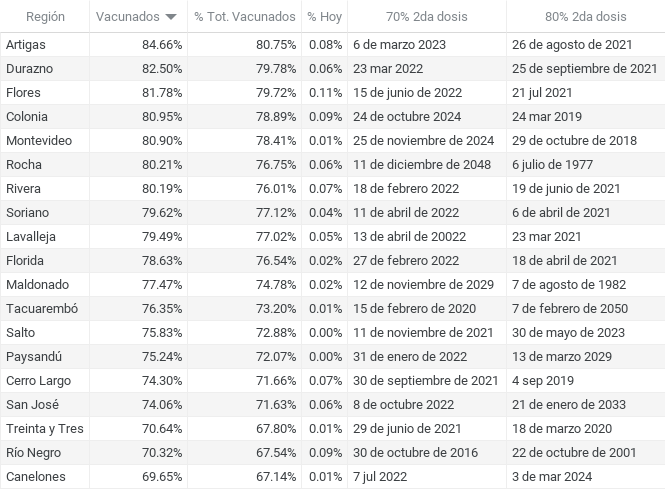 Región Vacunados % Tot. Vacunados % Hoy 70% 2da dosis 80% 2da dosis
Artigas 84.66% 80.75% 0.08% 6 de marzo 2023 26 de agosto de 2021
Durazno 82.50% 79.78% 0.06% 23 mar 2022 25 de septiembre de 2021
Flores 81.78% 79.72% 0.11% 15 de junio de 2022 21 jul 2021
Colonia 80.95% 78.89% 0.09% 24 de octubre 2024 24 mar 2019
Montevideo 80.90% 78.41% 0.01% 25 de noviembre de 2024 29 de octubre de 2018
Rocha 80.21% 76.75% 0.06% 11 de diciembre de 2048 6 julio de 1977
Rivera 80.19% 76.01% 0.07% 18 de febrero 2022 19 de junio de 2021
Soriano 79.62% 77.12% 0.04% 11 de abril de 2022 6 de abril de 2021
Lavalleja 79.49% 77.02% 0.05% 13 de abril de 20022 23 mar 2021
Florida 78.63% 76.54% 0.02% 27 de febrero 2022 18 de abril de 2021
Maldonado 77.47% 74.78% 0.02% 12 de noviembre de 2029 7 de agosto de 1982
Tacuarembó 76.35% 73.20% 0.01% 15 de febrero de 2020 7 de febrero de 2050
Salto 75.83% 72.88% 0.00% 11 de noviembre de 2021 30 de mayo de 2023
Paysandú 75.24% 72.07% 0.00% 31 de enero de 2022 13 de marzo 2029
Cerro Largo 74.30% 71.66% 0.07% 30 de septiembre de 2021 4 sep 2019
San José 74.06% 71.63% 0.06% 8 de octubre 2022 21 de enero de 2033
Treinta y Tres 70.64% 67.80% 0.01% 29 de junio de 2021 18 de marzo 2020
Río Negro 70.32% 67.54% 0.09% 30 de octubre de 2016 22 de octubre de 2001
Canelones 69.65% 67.14% 0.01% 7 jul 2022 3 de mar 2024